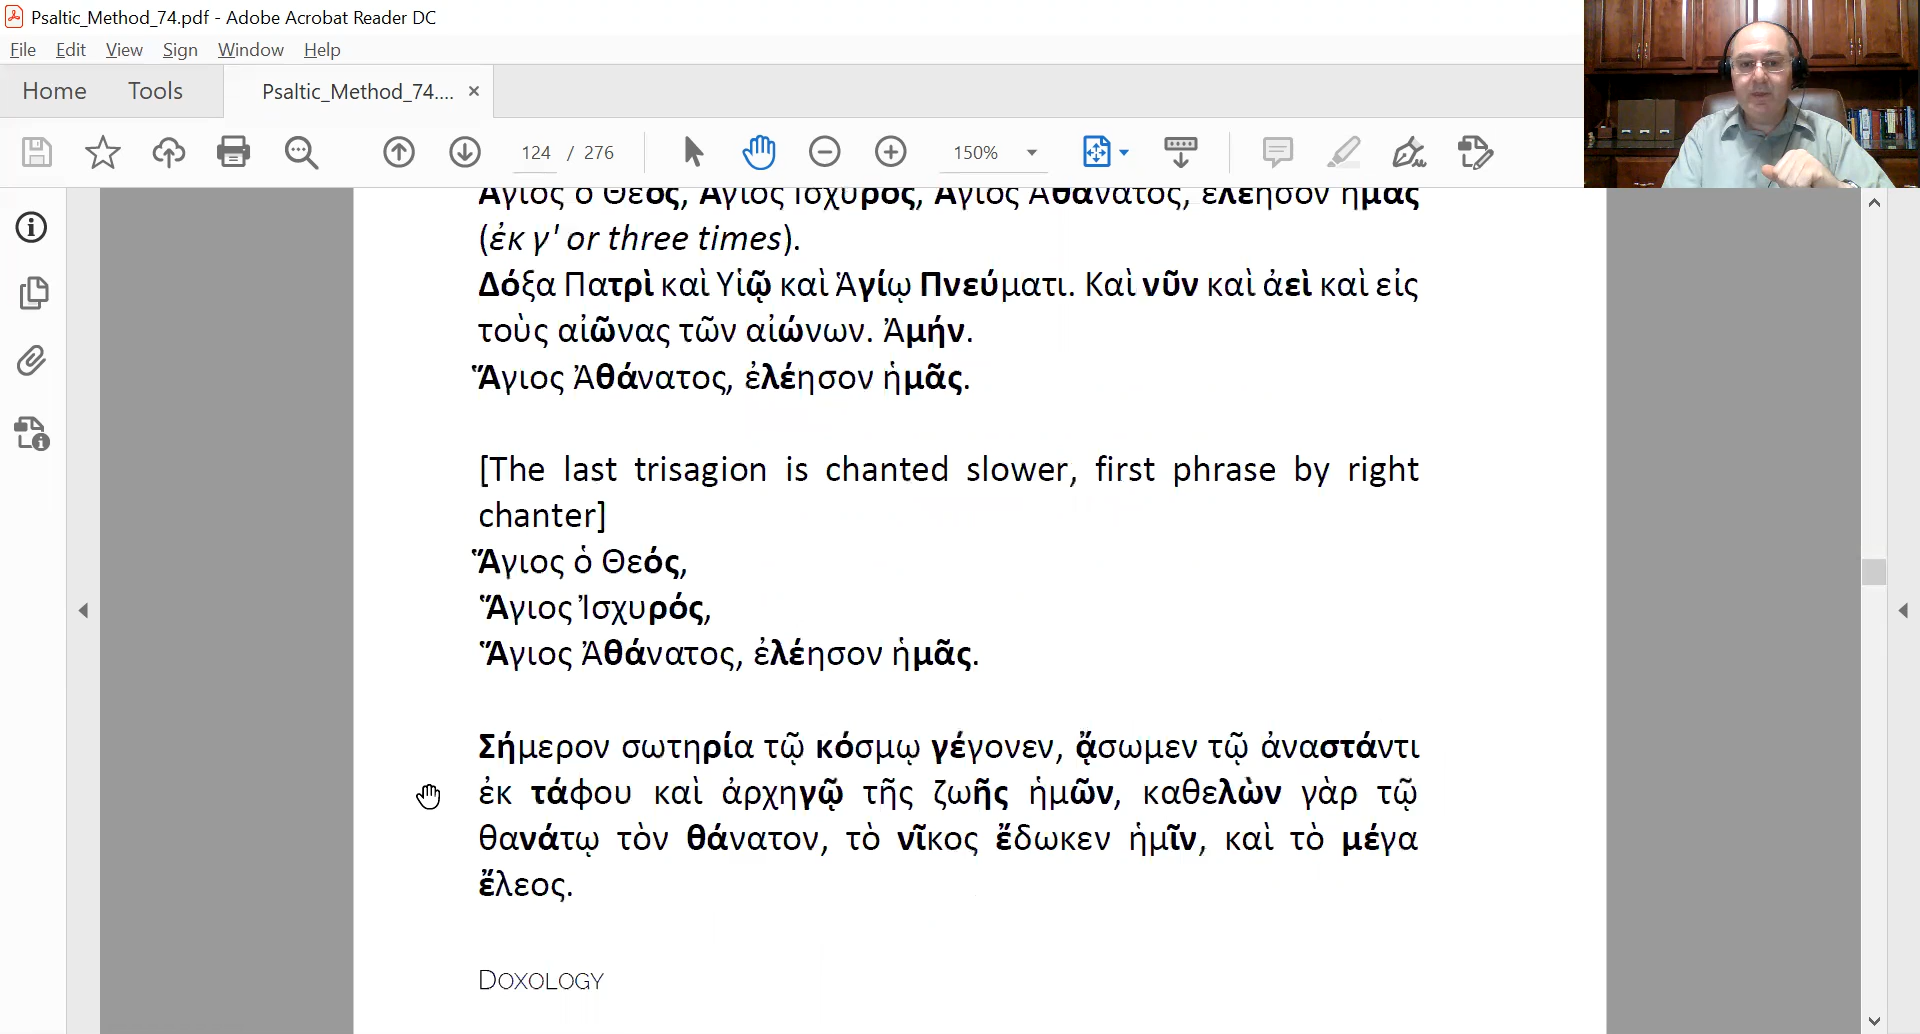 Psaltic_Method_74.pdf - Adobe Acrobat Reader DC
File Edit View Sign Window Help
Home Tools Psaltic_Method_74.... ×
124 / 276 150%
Ἅγιος ὁ Θεός, Ἅγιος Ἰσχυρός, Ἅγιος Ἀθάνατος, ἐλέησον ἡμᾶς
(ἐκ γ' or three times).
Δόξα Πατρὶ καὶ Υἱῷ καὶ Ἁγίῳ Πνεύματι. Καὶ νῦν καὶ ἀεὶ καὶ εἰς
τοὺς αἰῶνας τῶν αἰώνων. Ἀμήν.
Ἅγιος Ἀθάνατος, ἐλέησον ἡμᾶς.
[The last trisagion is chanted slower, first phrase by right
chanter]
Ἅγιος ὁ Θεός,
Ἅγιος Ἰσχυρός,
Ἅγιος Ἀθάνατος, ἐλέησον ἡμᾶς.
Σήμερον σωτηρία τῷ κόσμῳ γέγονεν, ᾄσωμεν τῷ ἀναστάντι
ἐκ τάφου καὶ ἀρχηγῷ τῆς ζωῆς ἡμῶν, καθελὼν γὰρ τῷ
θανάτῳ τὸν θάνατον, τὸ νῖκος ἔδωκεν ἡμῖν, καὶ τὸ μέγα
ἔλεος.
DOXOLOGY